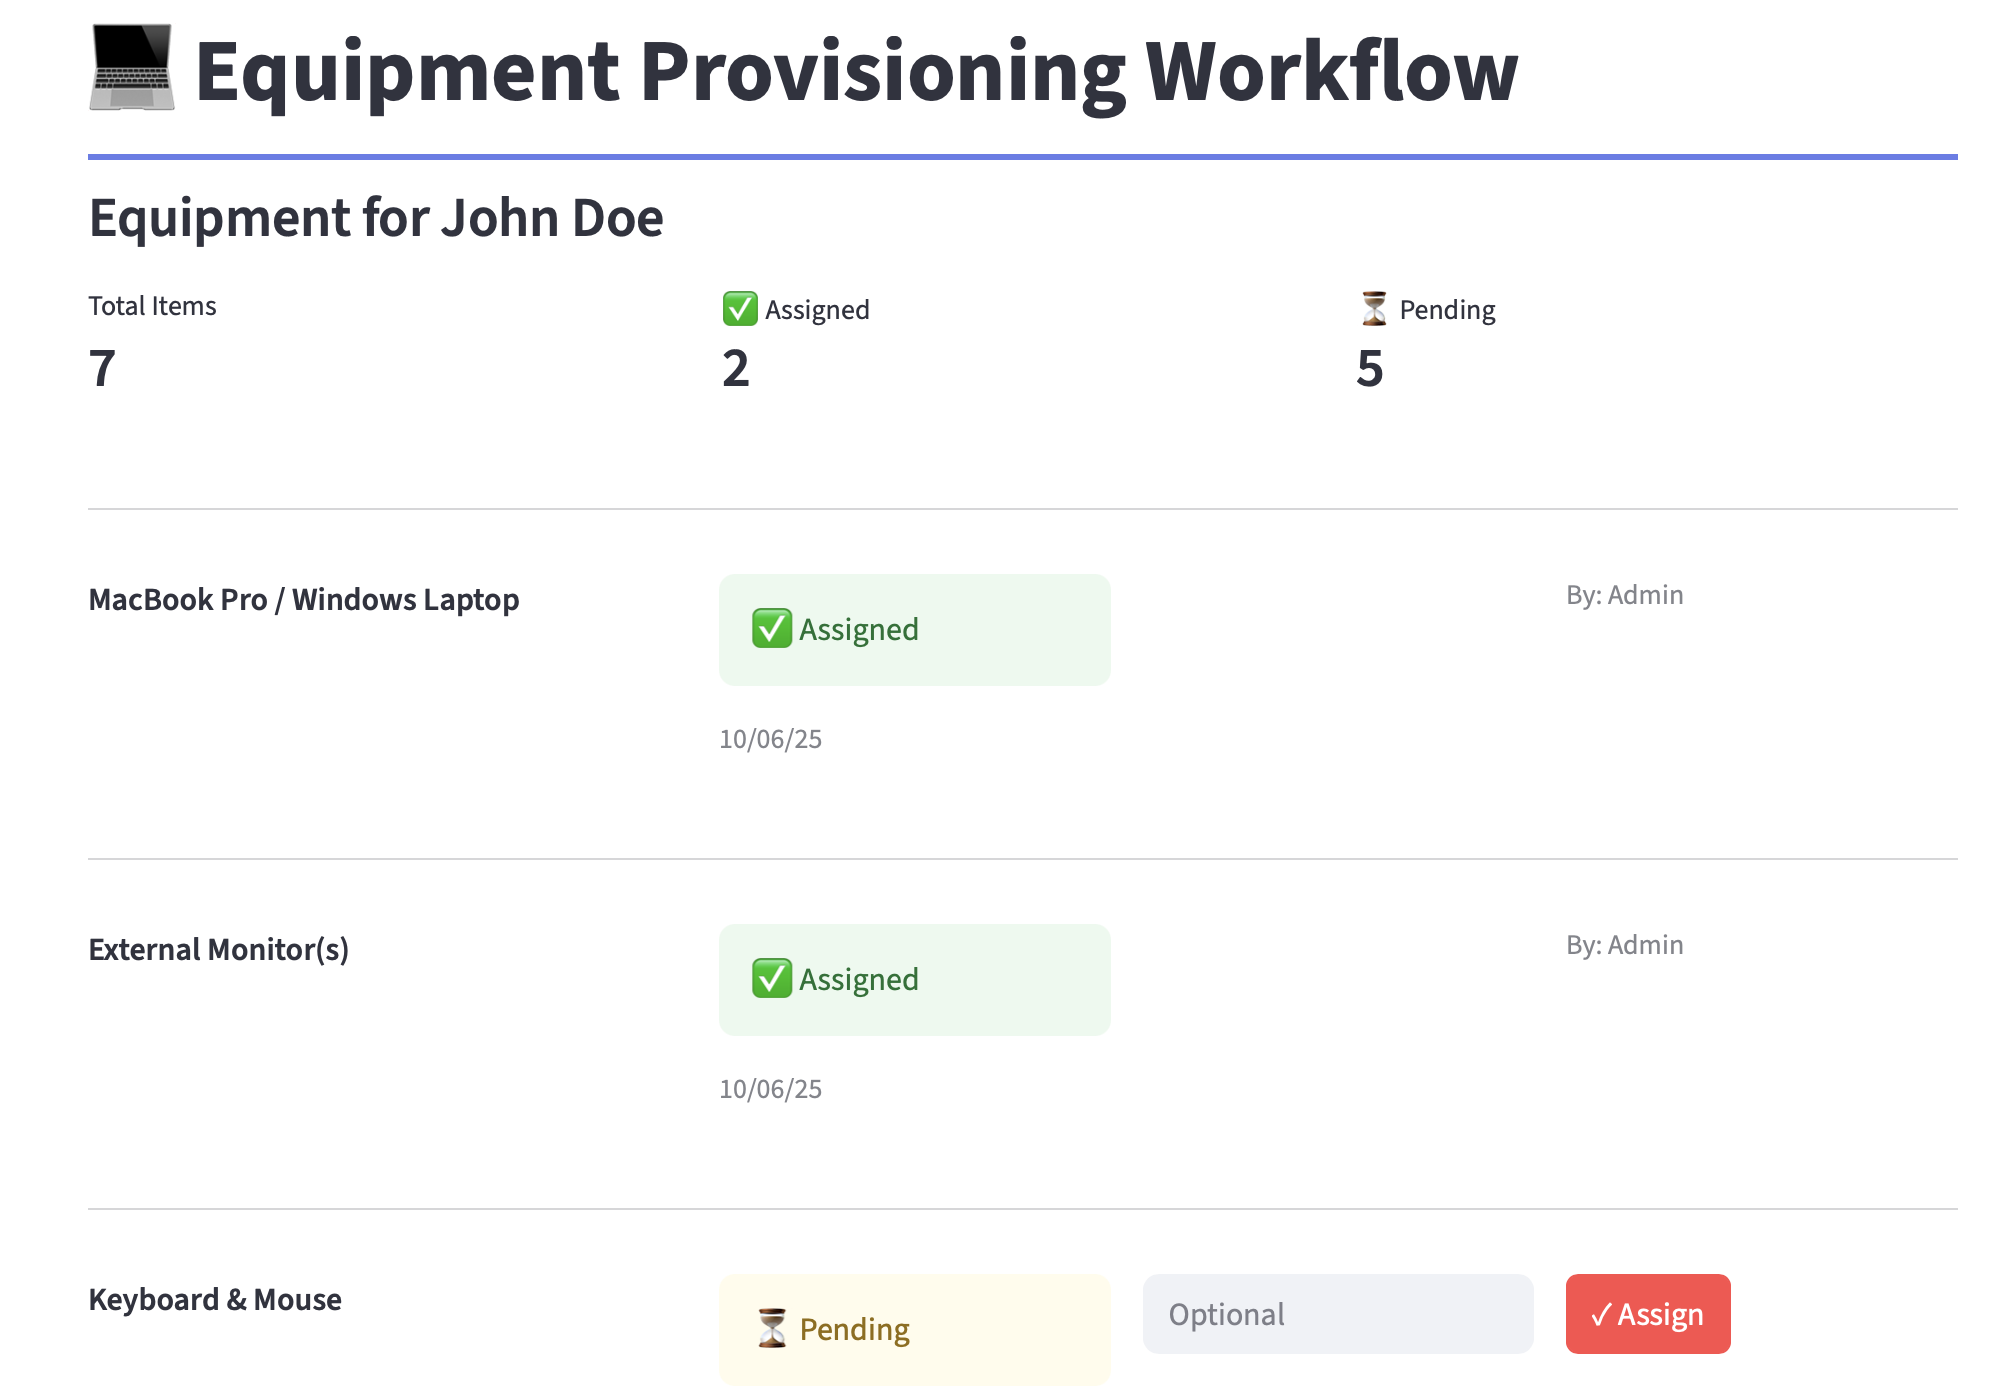 Equipment Provisioning Workflow
Equipment for John Doe
Total Items
7
✅ Assigned
2
⏳ Pending
5
MacBook Pro / Windows Laptop
✅ Assigned
10/06/25
By: Admin
External Monitor(s)
✅ Assigned
10/06/25
By: Admin
Keyboard & Mouse
⏳ Pending
Optional
✓ Assign